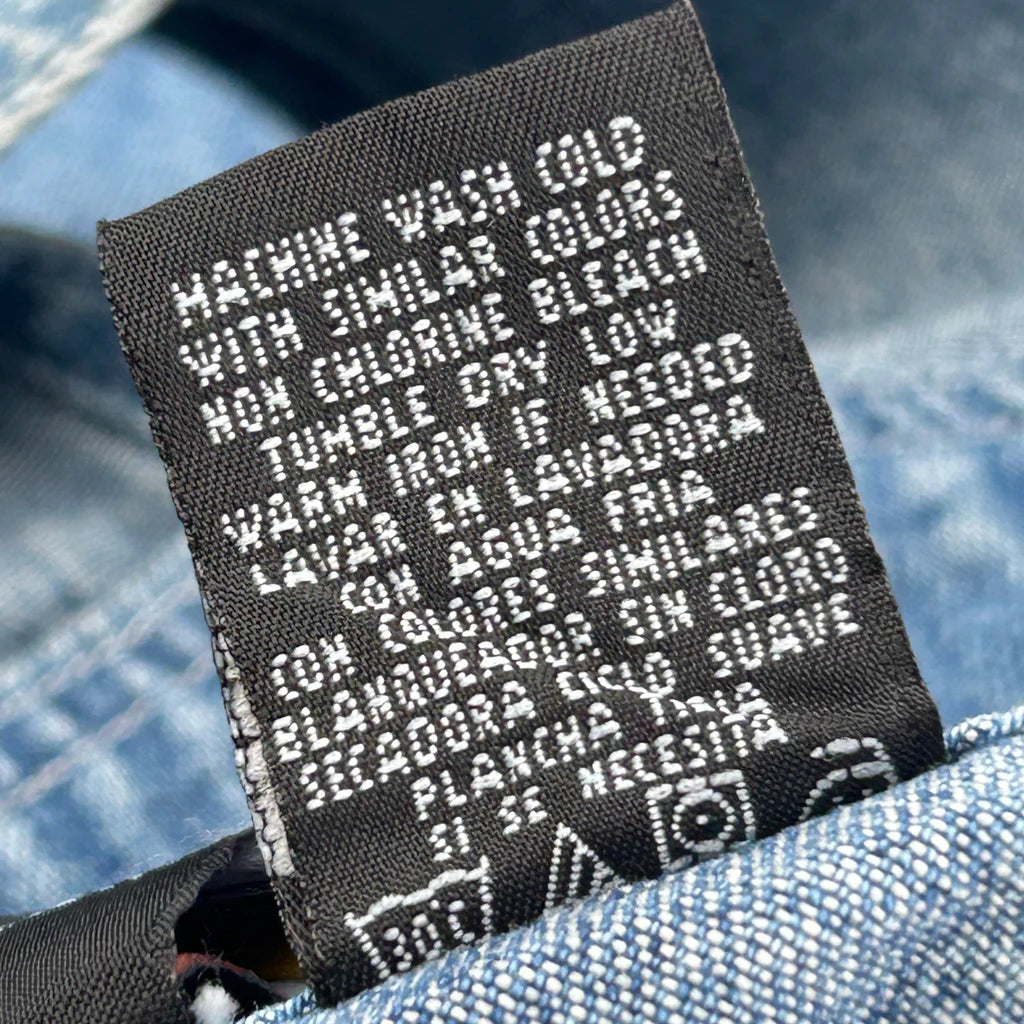 MACHINE WASH COLD
WITH SIMILAR COLORS
NON CHLORINE BLEACH
TUMBLE DRY LOW
WARM IRON IF NEEDED
LAVAR EN LAVADORA
CON AGUA FRIA
CON COLORES SIMILARES
BLANQUEADOR SIN CLORO
SECADORA CICLO SUAVE
PLANCHA TIVIA
SI SE NECESITA